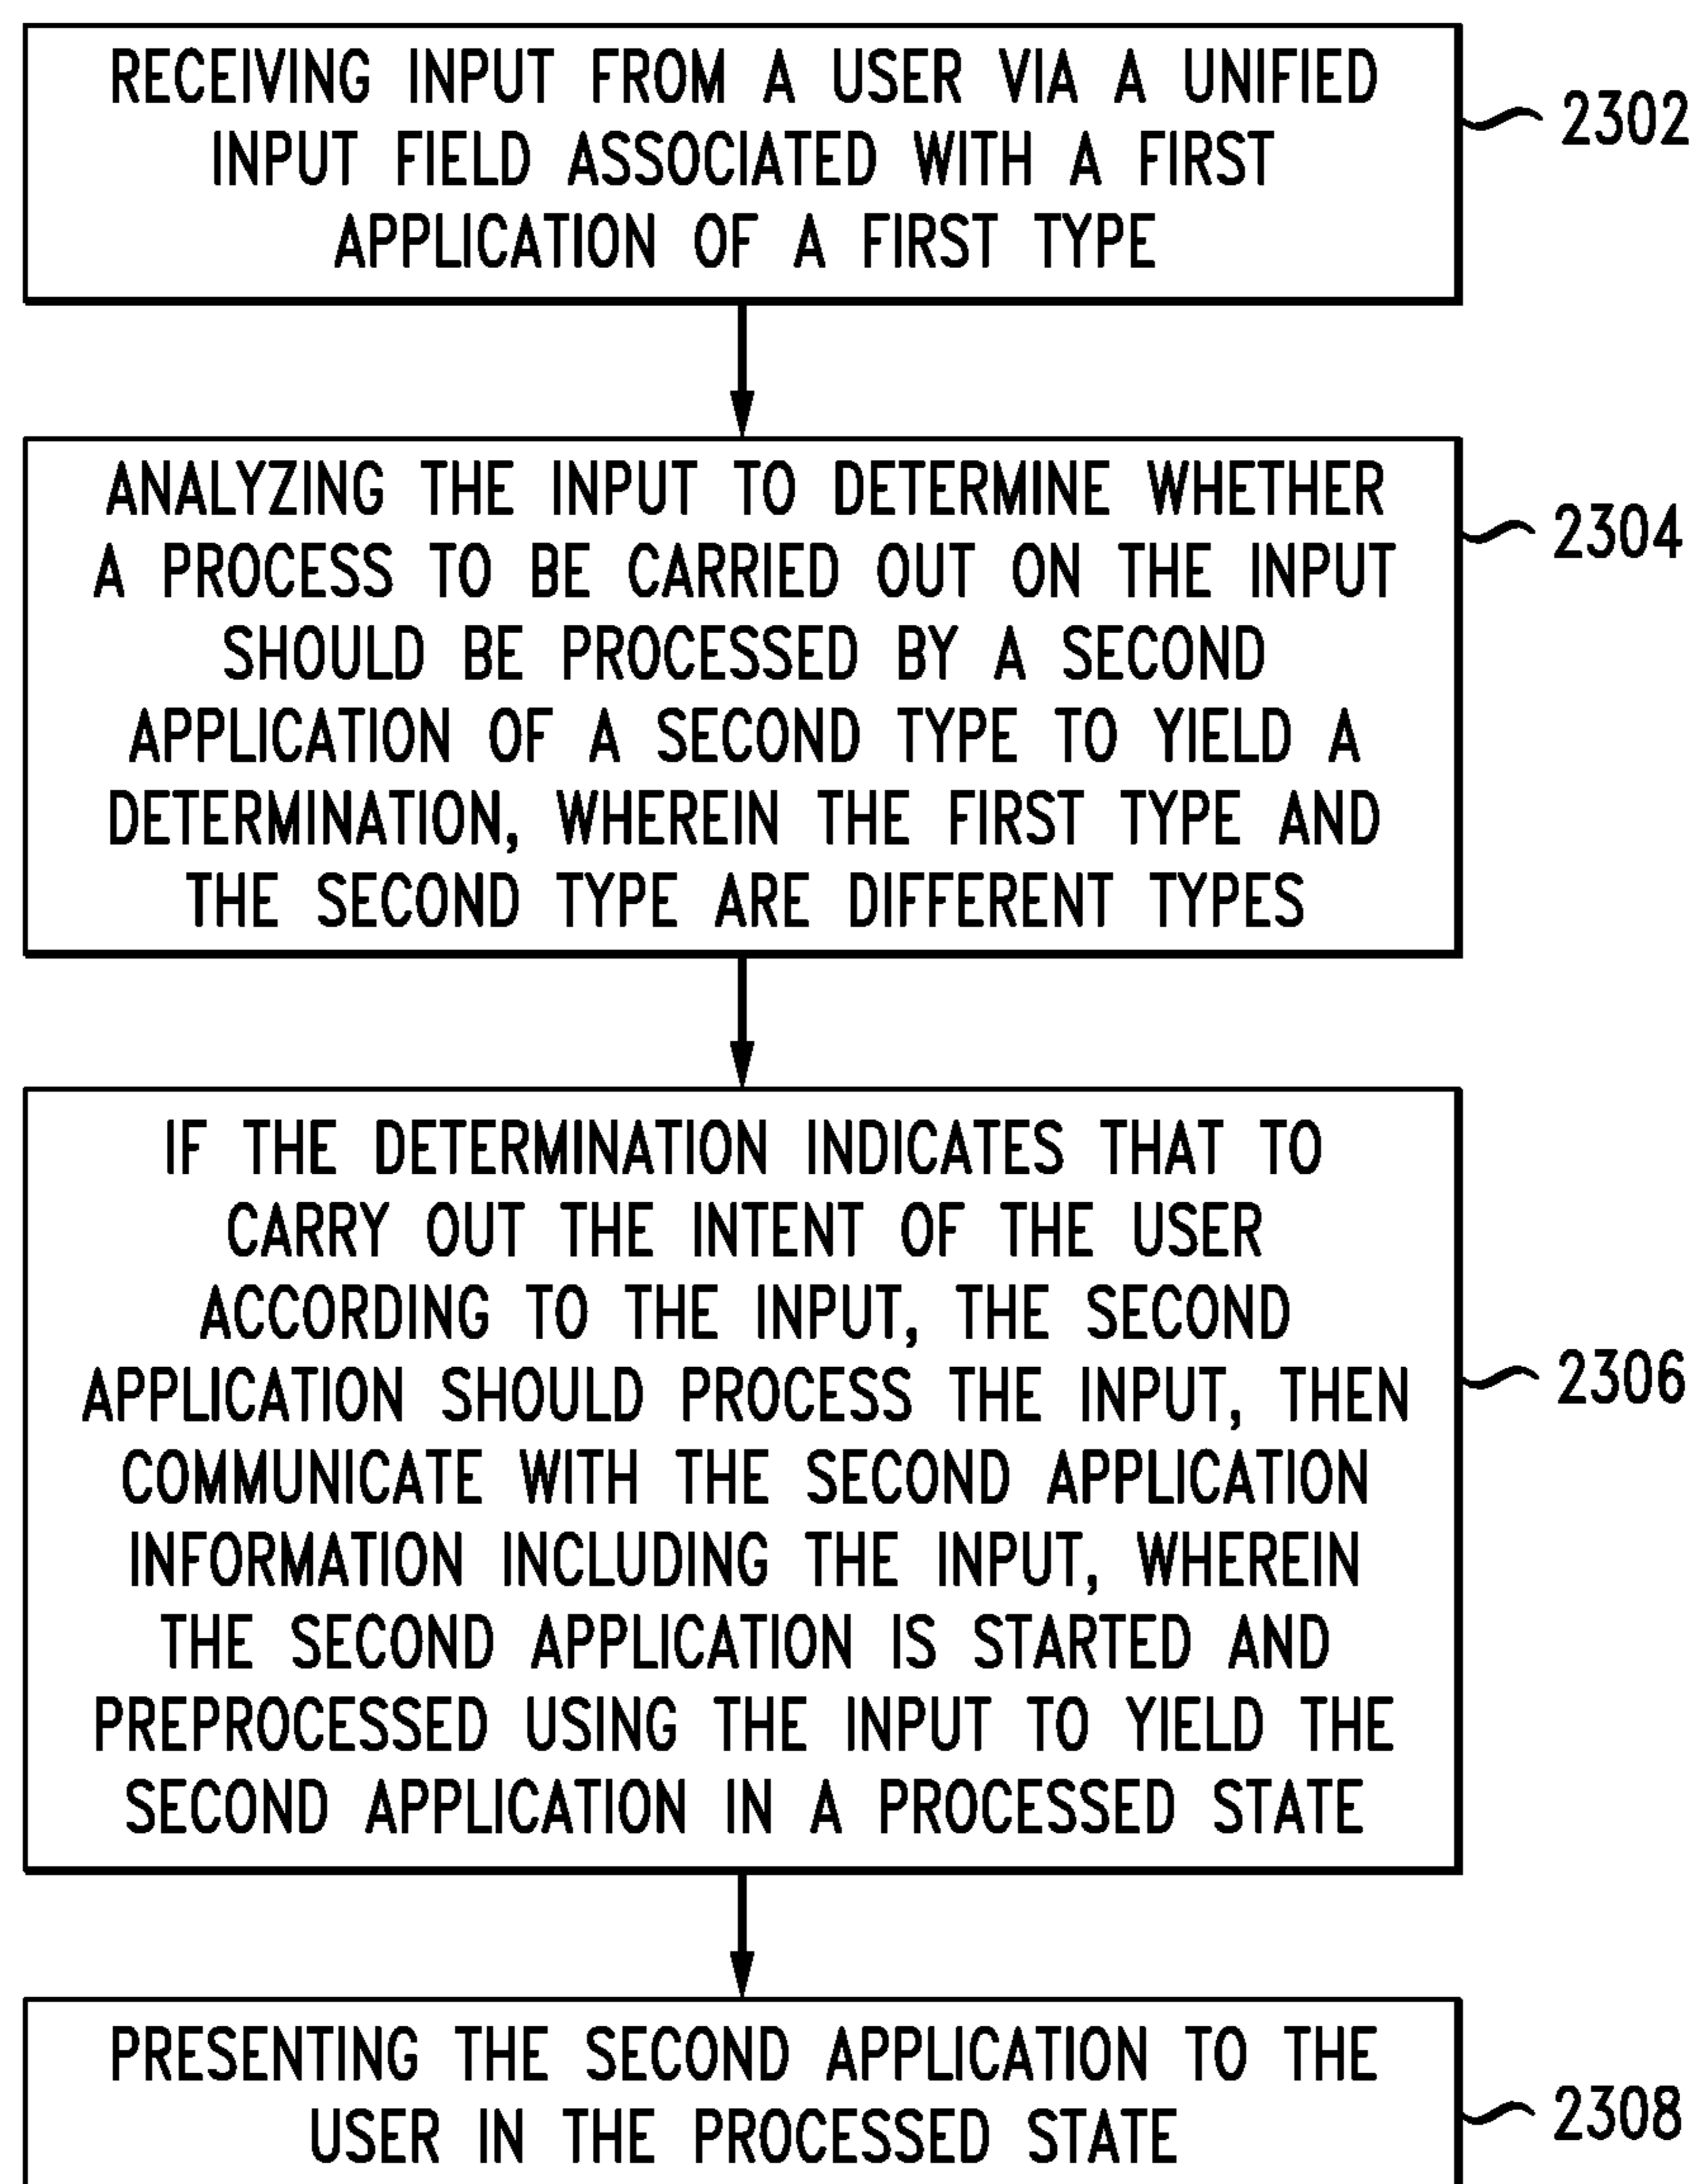 RECEIVING INPUT FROM A USER VIA A UNIFIED
INPUT FIELD ASSOCIATED WITH A FIRST
APPLICATION OF A FIRST TYPE
2302
ANALYZING THE INPUT TO DETERMINE WHETHER
A PROCESS TO BE CARRIED OUT ON THE INPUT
SHOULD BE PROCESSED BY A SECOND
APPLICATION OF A SECOND TYPE TO YIELD A
DETERMINATION, WHEREIN THE FIRST TYPE AND
THE SECOND TYPE ARE DIFFERENT TYPES
2304
IF THE DETERMINATION INDICATES THAT TO
CARRY OUT THE INTENT OF THE USER
ACCORDING TO THE INPUT, THE SECOND
APPLICATION SHOULD PROCESS THE INPUT, THEN
COMMUNICATE WITH THE SECOND APPLICATION
INFORMATION INCLUDING THE INPUT, WHEREIN
THE SECOND APPLICATION IS STARTED AND
PREPROCESSED USING THE INPUT TO YIELD THE
SECOND APPLICATION IN A PROCESSED STATE
2306
PRESENTING THE SECOND APPLICATION TO THE
USER IN THE PROCESSED STATE
2308